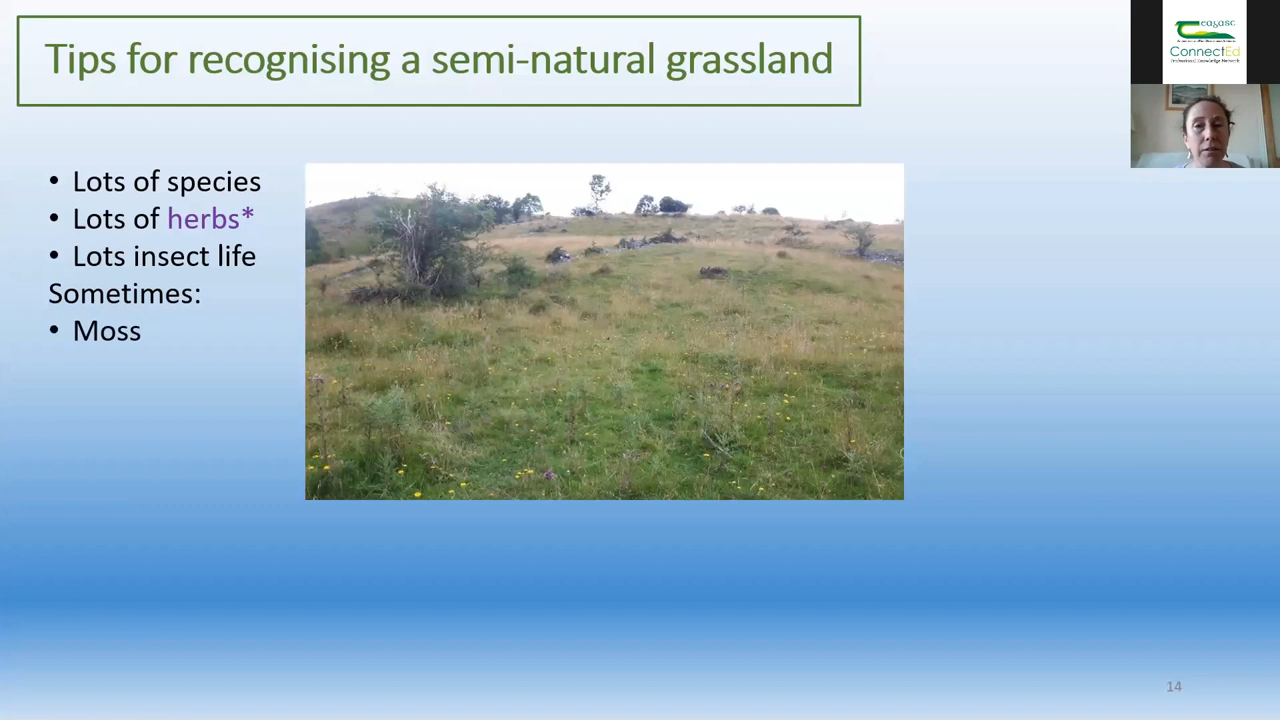 Tips for recognising a semi-natural grassland
eagasc
ConnectEd
• Lots of species
• Lots of herbs*
• Lots insect life
Sometimes:
• Moss
14